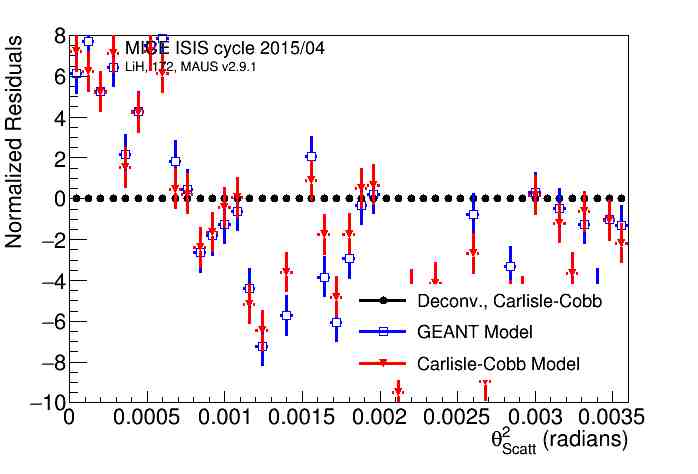 MICE ISIS cycle 2015/04
LiH, 172, MAUS v2.9.1
Normalized Residuals
8
6
4
2
0
−2
−4
−6
−8
−10
Deconv., Carlisle-Cobb
GEANT Model
Carlisle-Cobb Model
0 0.0005 0.001 0.0015 0.002 0.0025 0.003 0.0035
θ²Scatt (radians)